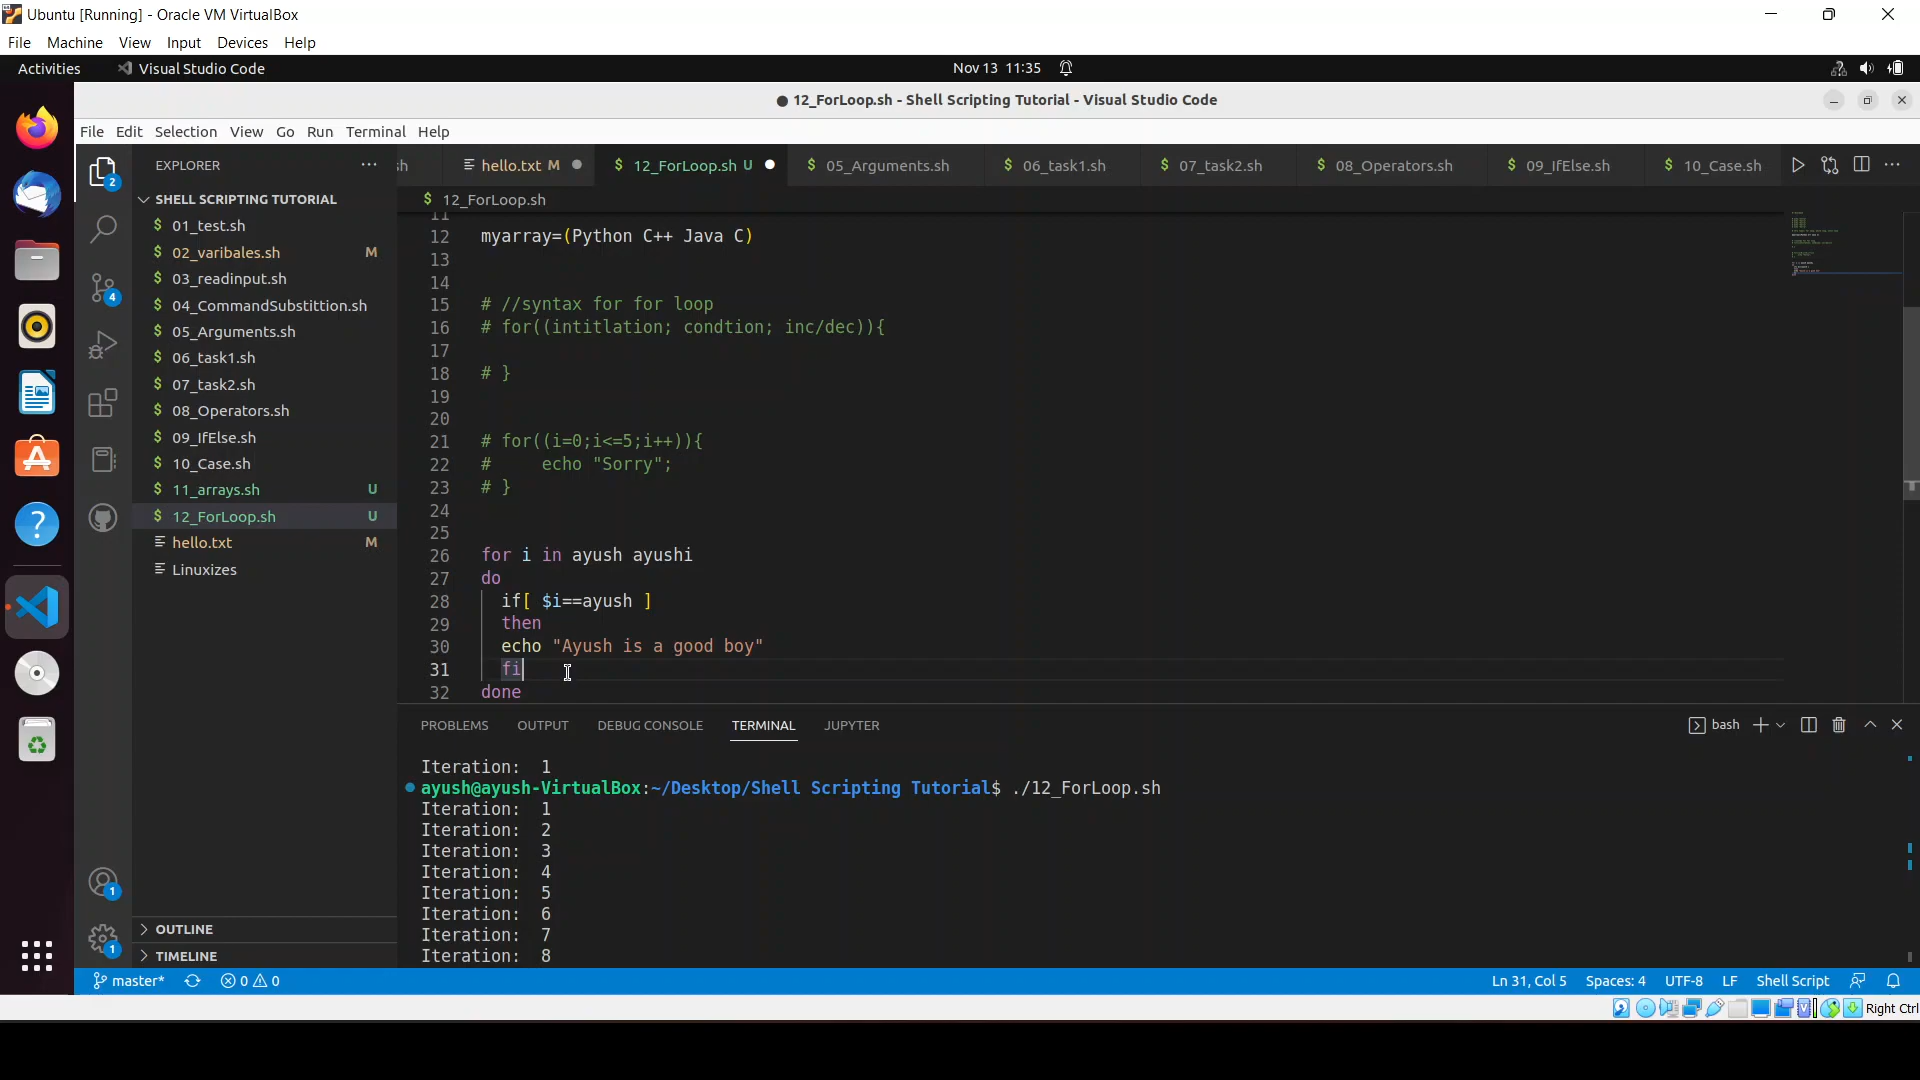 Ubuntu [Running] - Oracle VM VirtualBox
File Machine View Input Devices Help
Activities Visual Studio Code Nov 13 11:35
12_ForLoop.sh - Shell Scripting Tutorial - Visual Studio Code
File Edit Selection View Go Run Terminal Help
EXPLORER ··· sh hello.txt M 12_ForLoop.sh U 05_Arguments.sh 06_task1.sh 07_task2.sh 08_Operators.sh 09_IfElse.sh 10_Case.sh ···
2
SHELL SCRIPTING TUTORIAL
$ 01_test.sh
$ 02_varibales.sh M
$ 03_readinput.sh
$ 04_CommandSubstittion.sh
$ 05_Arguments.sh
$ 06_task1.sh
$ 07_task2.sh
$ 08_Operators.sh
$ 09_IfElse.sh
$ 10_Case.sh
$ 11_arrays.sh U
$ 12_ForLoop.sh U
hello.txt M
Linuxizes
4
OUTLINE
TIMELINE
1
1
$ 12_ForLoop.sh
11
12 myarray=(Python C++ Java C)
13
14
15 # //syntax for for loop
16 # for((intitlation; condtion; inc/dec)){
17
18 # }
19
20
21 # for((i=0;i<=5;i++)){
22 #     echo "Sorry";
23 # }
24
25
26 for i in ayush ayushi
27 do
28   if[ $i==ayush ]
29   then
30   echo "Ayush is a good boy"
31   fi
32 done
PROBLEMS OUTPUT DEBUG CONSOLE TERMINAL JUPYTER bash
Iteration:  1
ayush@ayush-VirtualBox:~/Desktop/Shell Scripting Tutorial$ ./12_ForLoop.sh
Iteration:  1
Iteration:  2
Iteration:  3
Iteration:  4
Iteration:  5
Iteration:  6
Iteration:  7
Iteration:  8
master* 0 0 Ln 31, Col 5 Spaces: 4 UTF-8 LF Shell Script
Right Ctrl